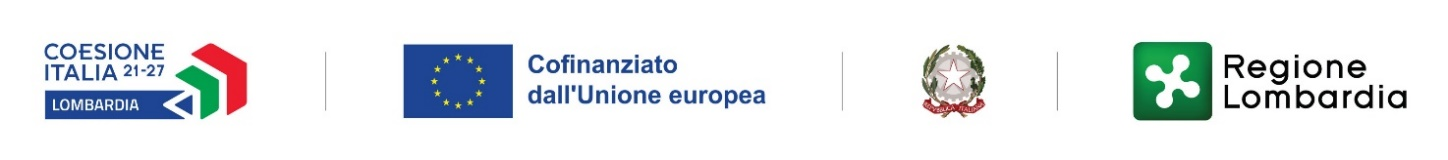 COESIONE
ITALIA 21-27
LOMBARDIA
Cofinanziato
dall'Unione europea
Regione
Lombardia